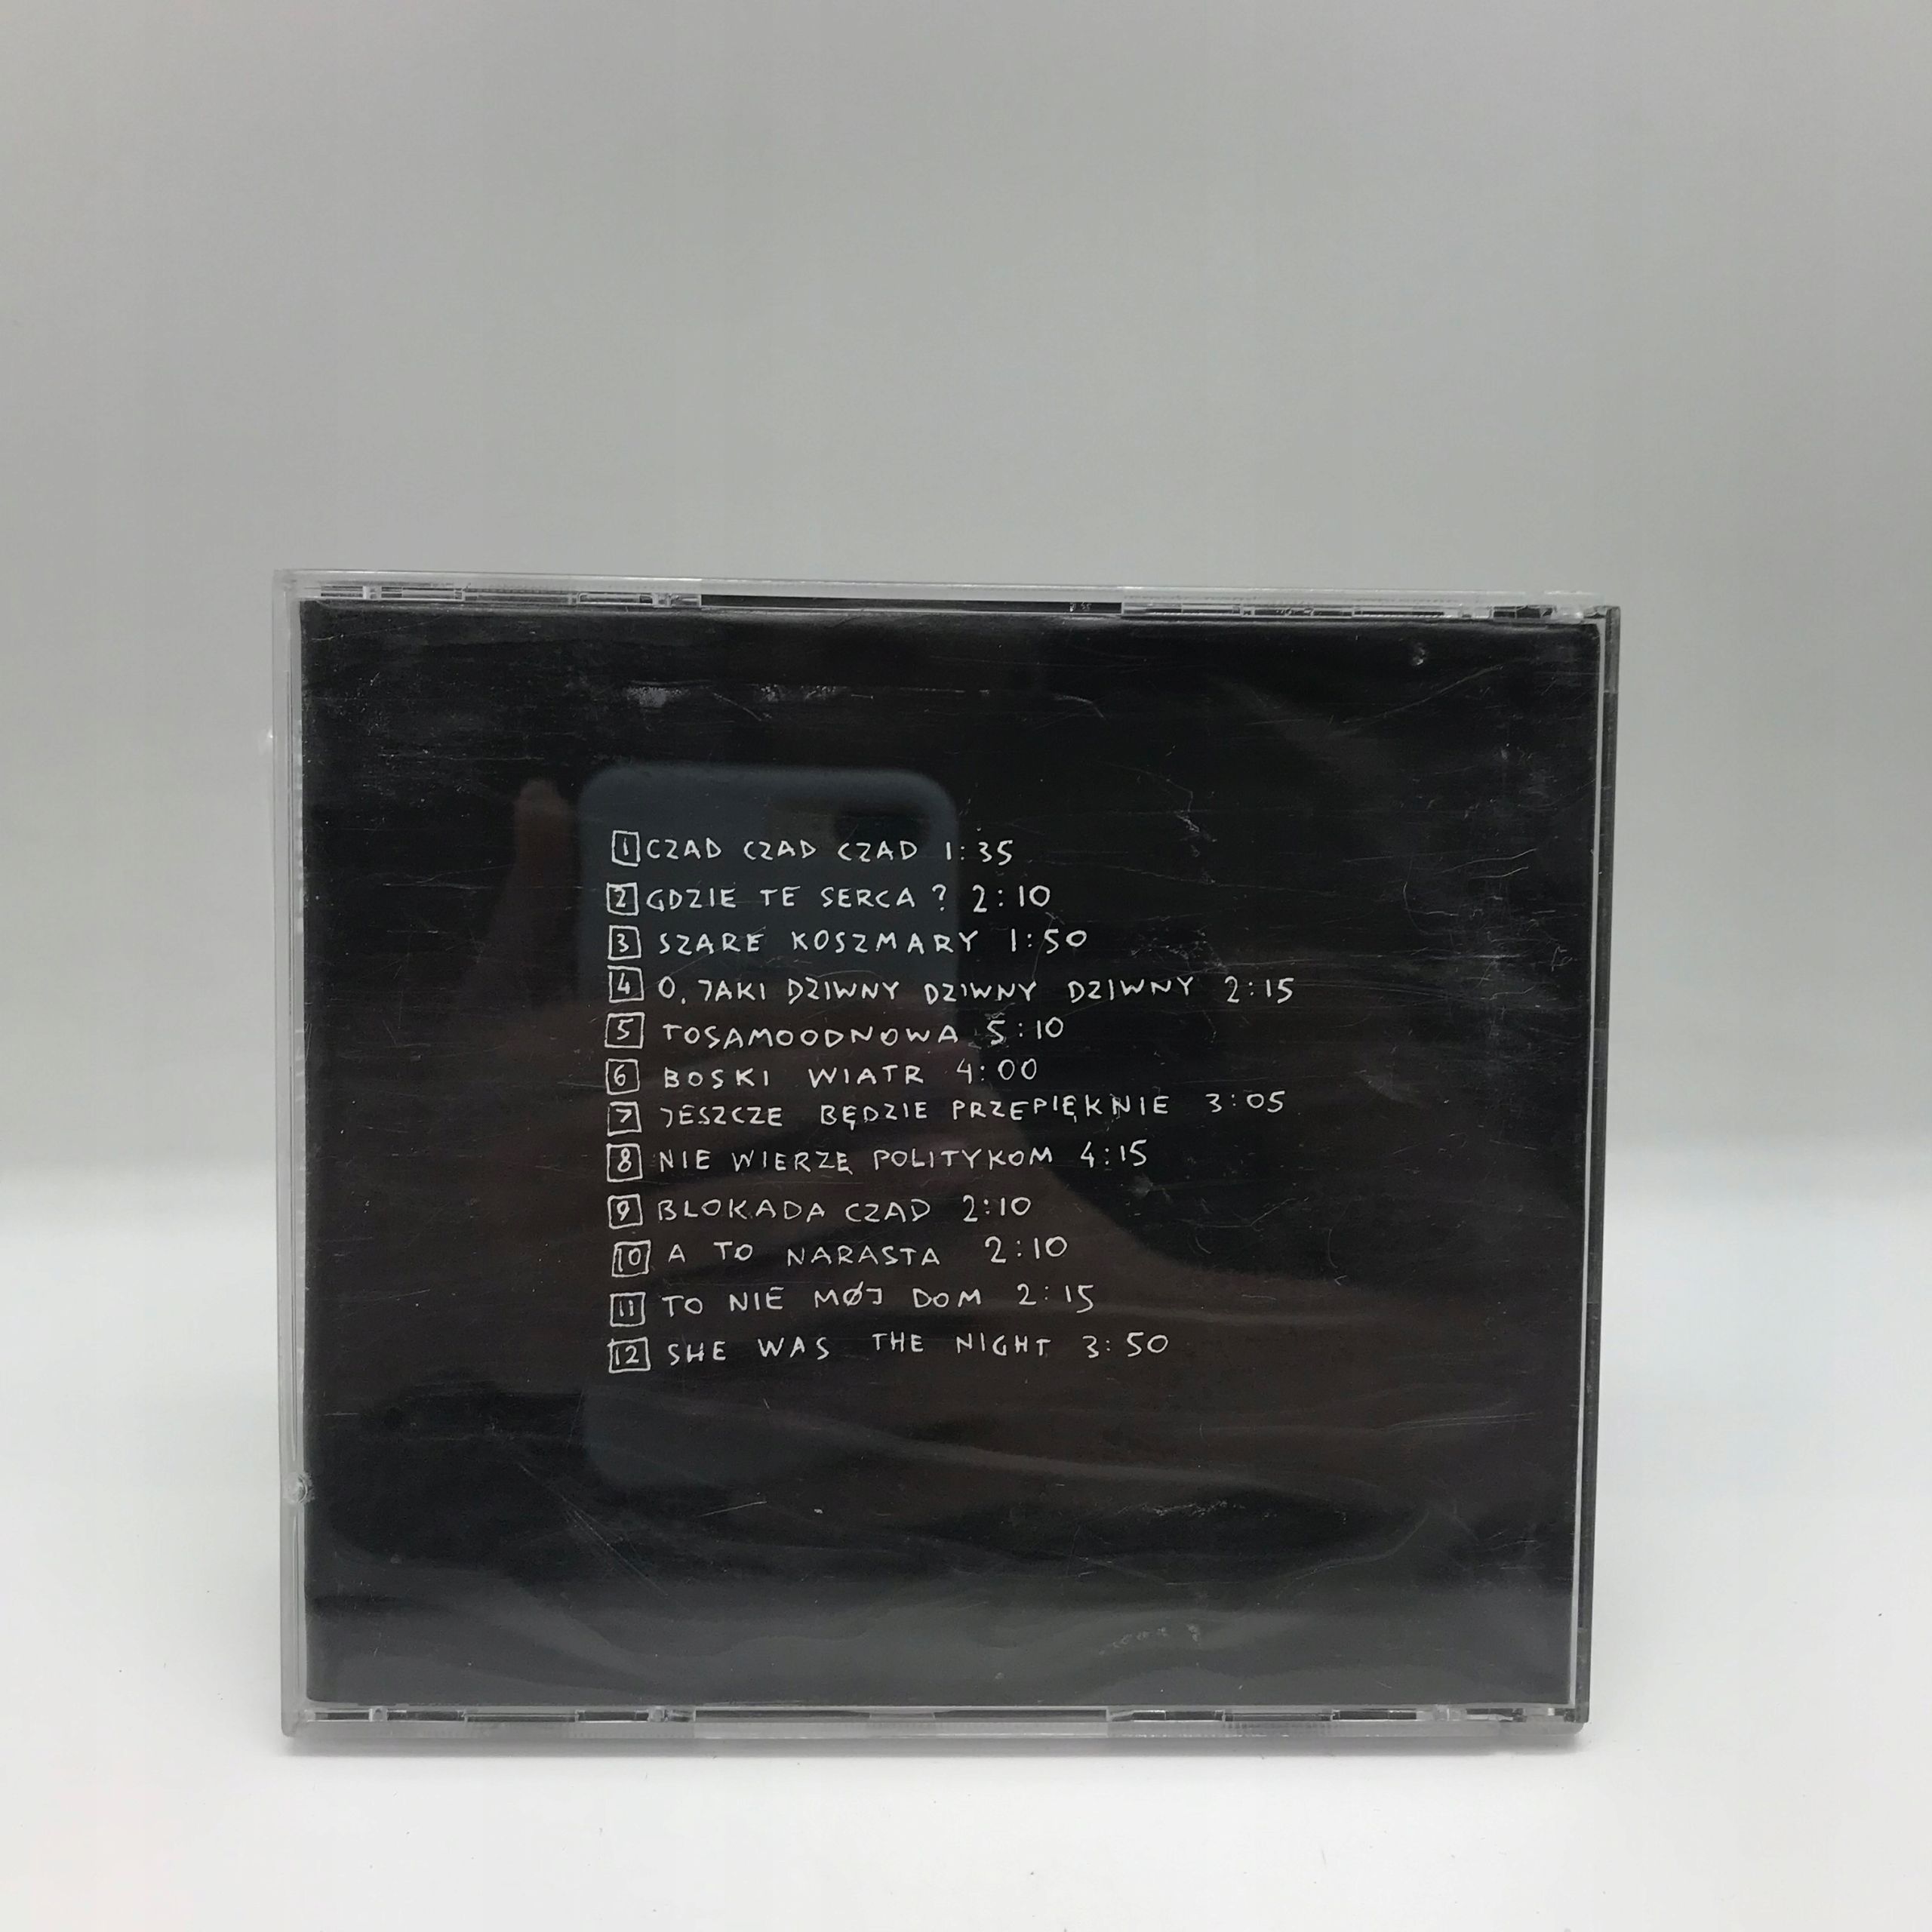 1 CZAD CZAD CZAD 1:35
2 GDZIE TE SERCA? 2:10
3 SZARE KOSZMARY 1:50
4 O, JAKI DZIWNY DZIWNY DZIWNY 2:15
5 TOSAMOODNOWA 5:10
6 BOSKI WIATR 4:00
7 JESZCZE BĘDZIE PRZEPIĘKNIE 3:05
8 NIE WIERZĘ POLITYKOM 4:15
9 BLOKADA CZAD 2:10
10 A TO NARASTA 2:10
11 TO NIE MØJ DOM 2:15
12 SHE WAS THE NIGHT 3:50